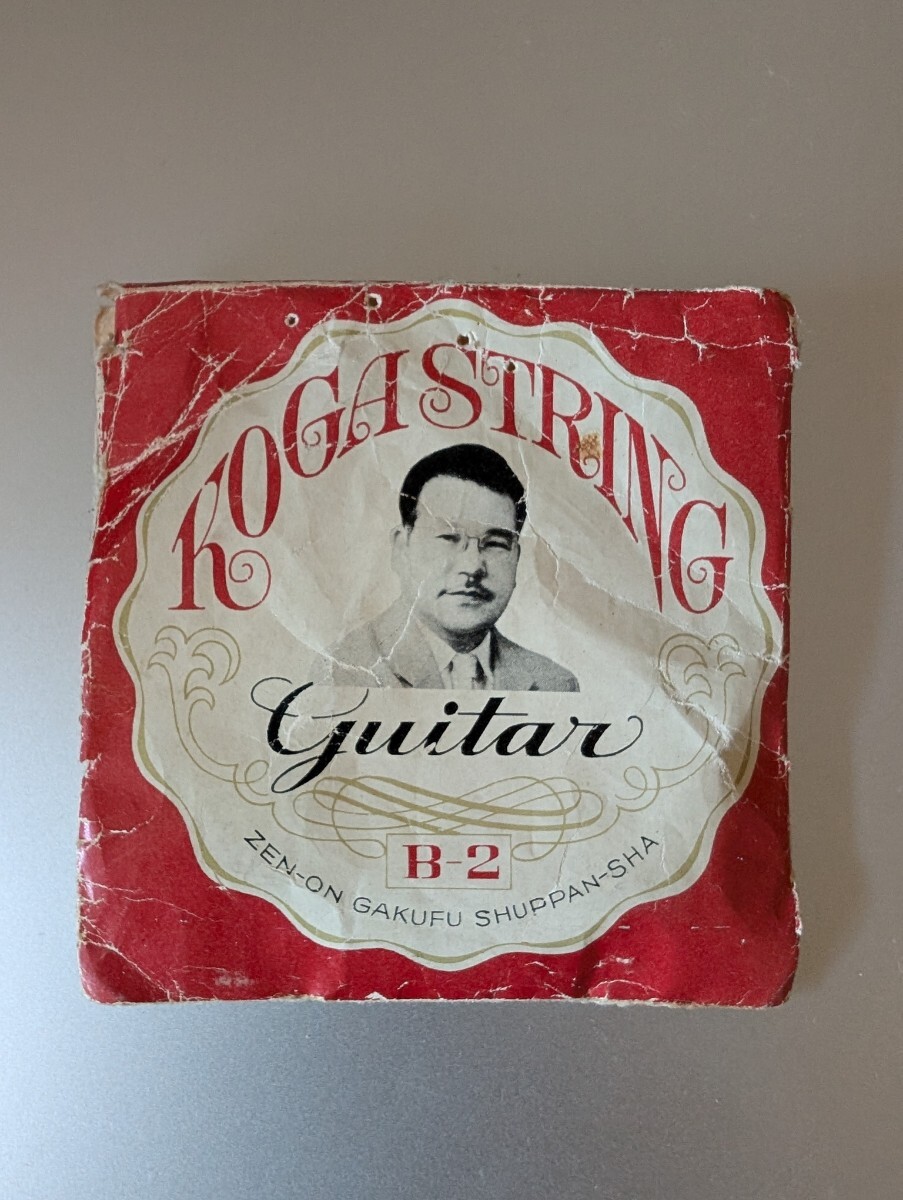 KOGA STRING
Guitar
B-2
ZEN-ON GAKUFU SHUPPAN-SHA